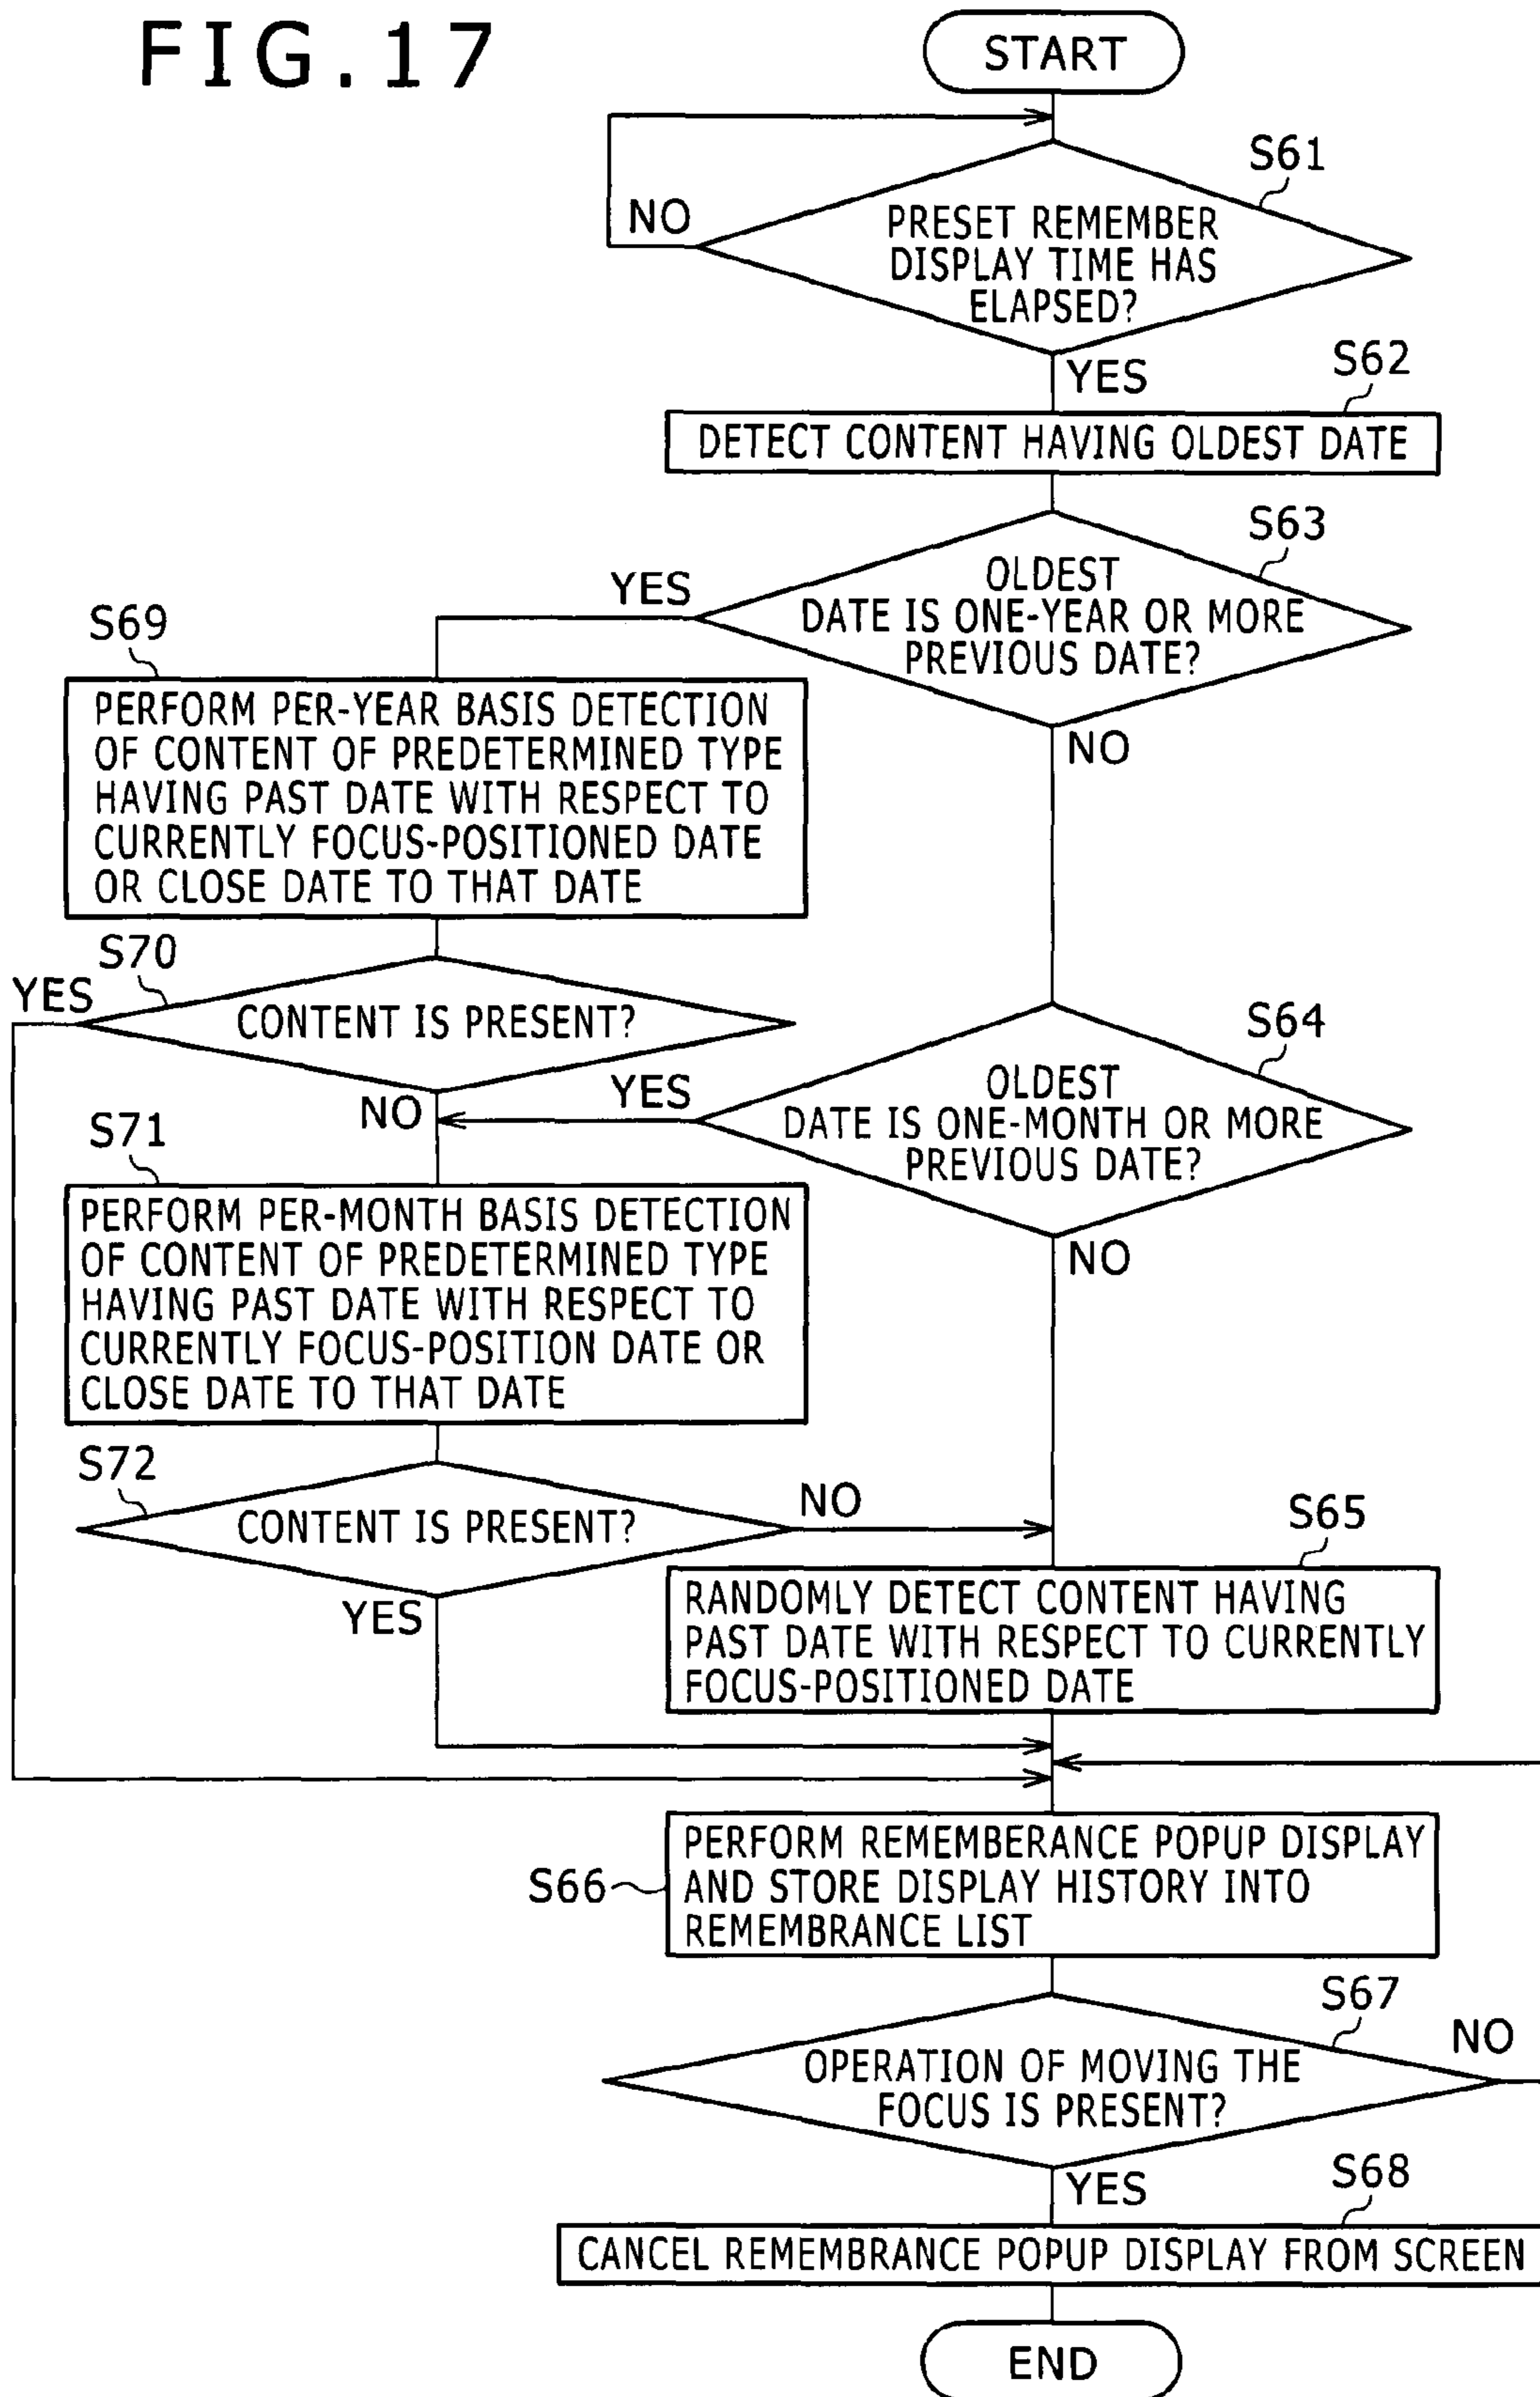 FIG.17
START
S61
NO
PRESET REMEMBER
DISPLAY TIME HAS
ELAPSED?
YES
S62
DETECT CONTENT HAVING OLDEST DATE
S63
YES
OLDEST
DATE IS ONE-YEAR OR MORE
PREVIOUS DATE?
NO
S69
PERFORM PER-YEAR BASIS DETECTION
OF CONTENT OF PREDETERMINED TYPE
HAVING PAST DATE WITH RESPECT TO
CURRENTLY FOCUS-POSITIONED DATE
OR CLOSE DATE TO THAT DATE
S70
YES
CONTENT IS PRESENT?
NO
S64
YES
OLDEST
DATE IS ONE-MONTH OR MORE
PREVIOUS DATE?
NO
S71
PERFORM PER-MONTH BASIS DETECTION
OF CONTENT OF PREDETERMINED TYPE
HAVING PAST DATE WITH RESPECT TO
CURRENTLY FOCUS-POSITION DATE OR
CLOSE DATE TO THAT DATE
S72
CONTENT IS PRESENT?
NO
YES
S65
RANDOMLY DETECT CONTENT HAVING
PAST DATE WITH RESPECT TO CURRENTLY
FOCUS-POSITIONED DATE
S66
PERFORM REMEMBERANCE POPUP DISPLAY
AND STORE DISPLAY HISTORY INTO
REMEMBRANCE LIST
S67
NO
OPERATION OF MOVING THE
FOCUS IS PRESENT?
YES
S68
CANCEL REMEMBRANCE POPUP DISPLAY FROM SCREEN
END